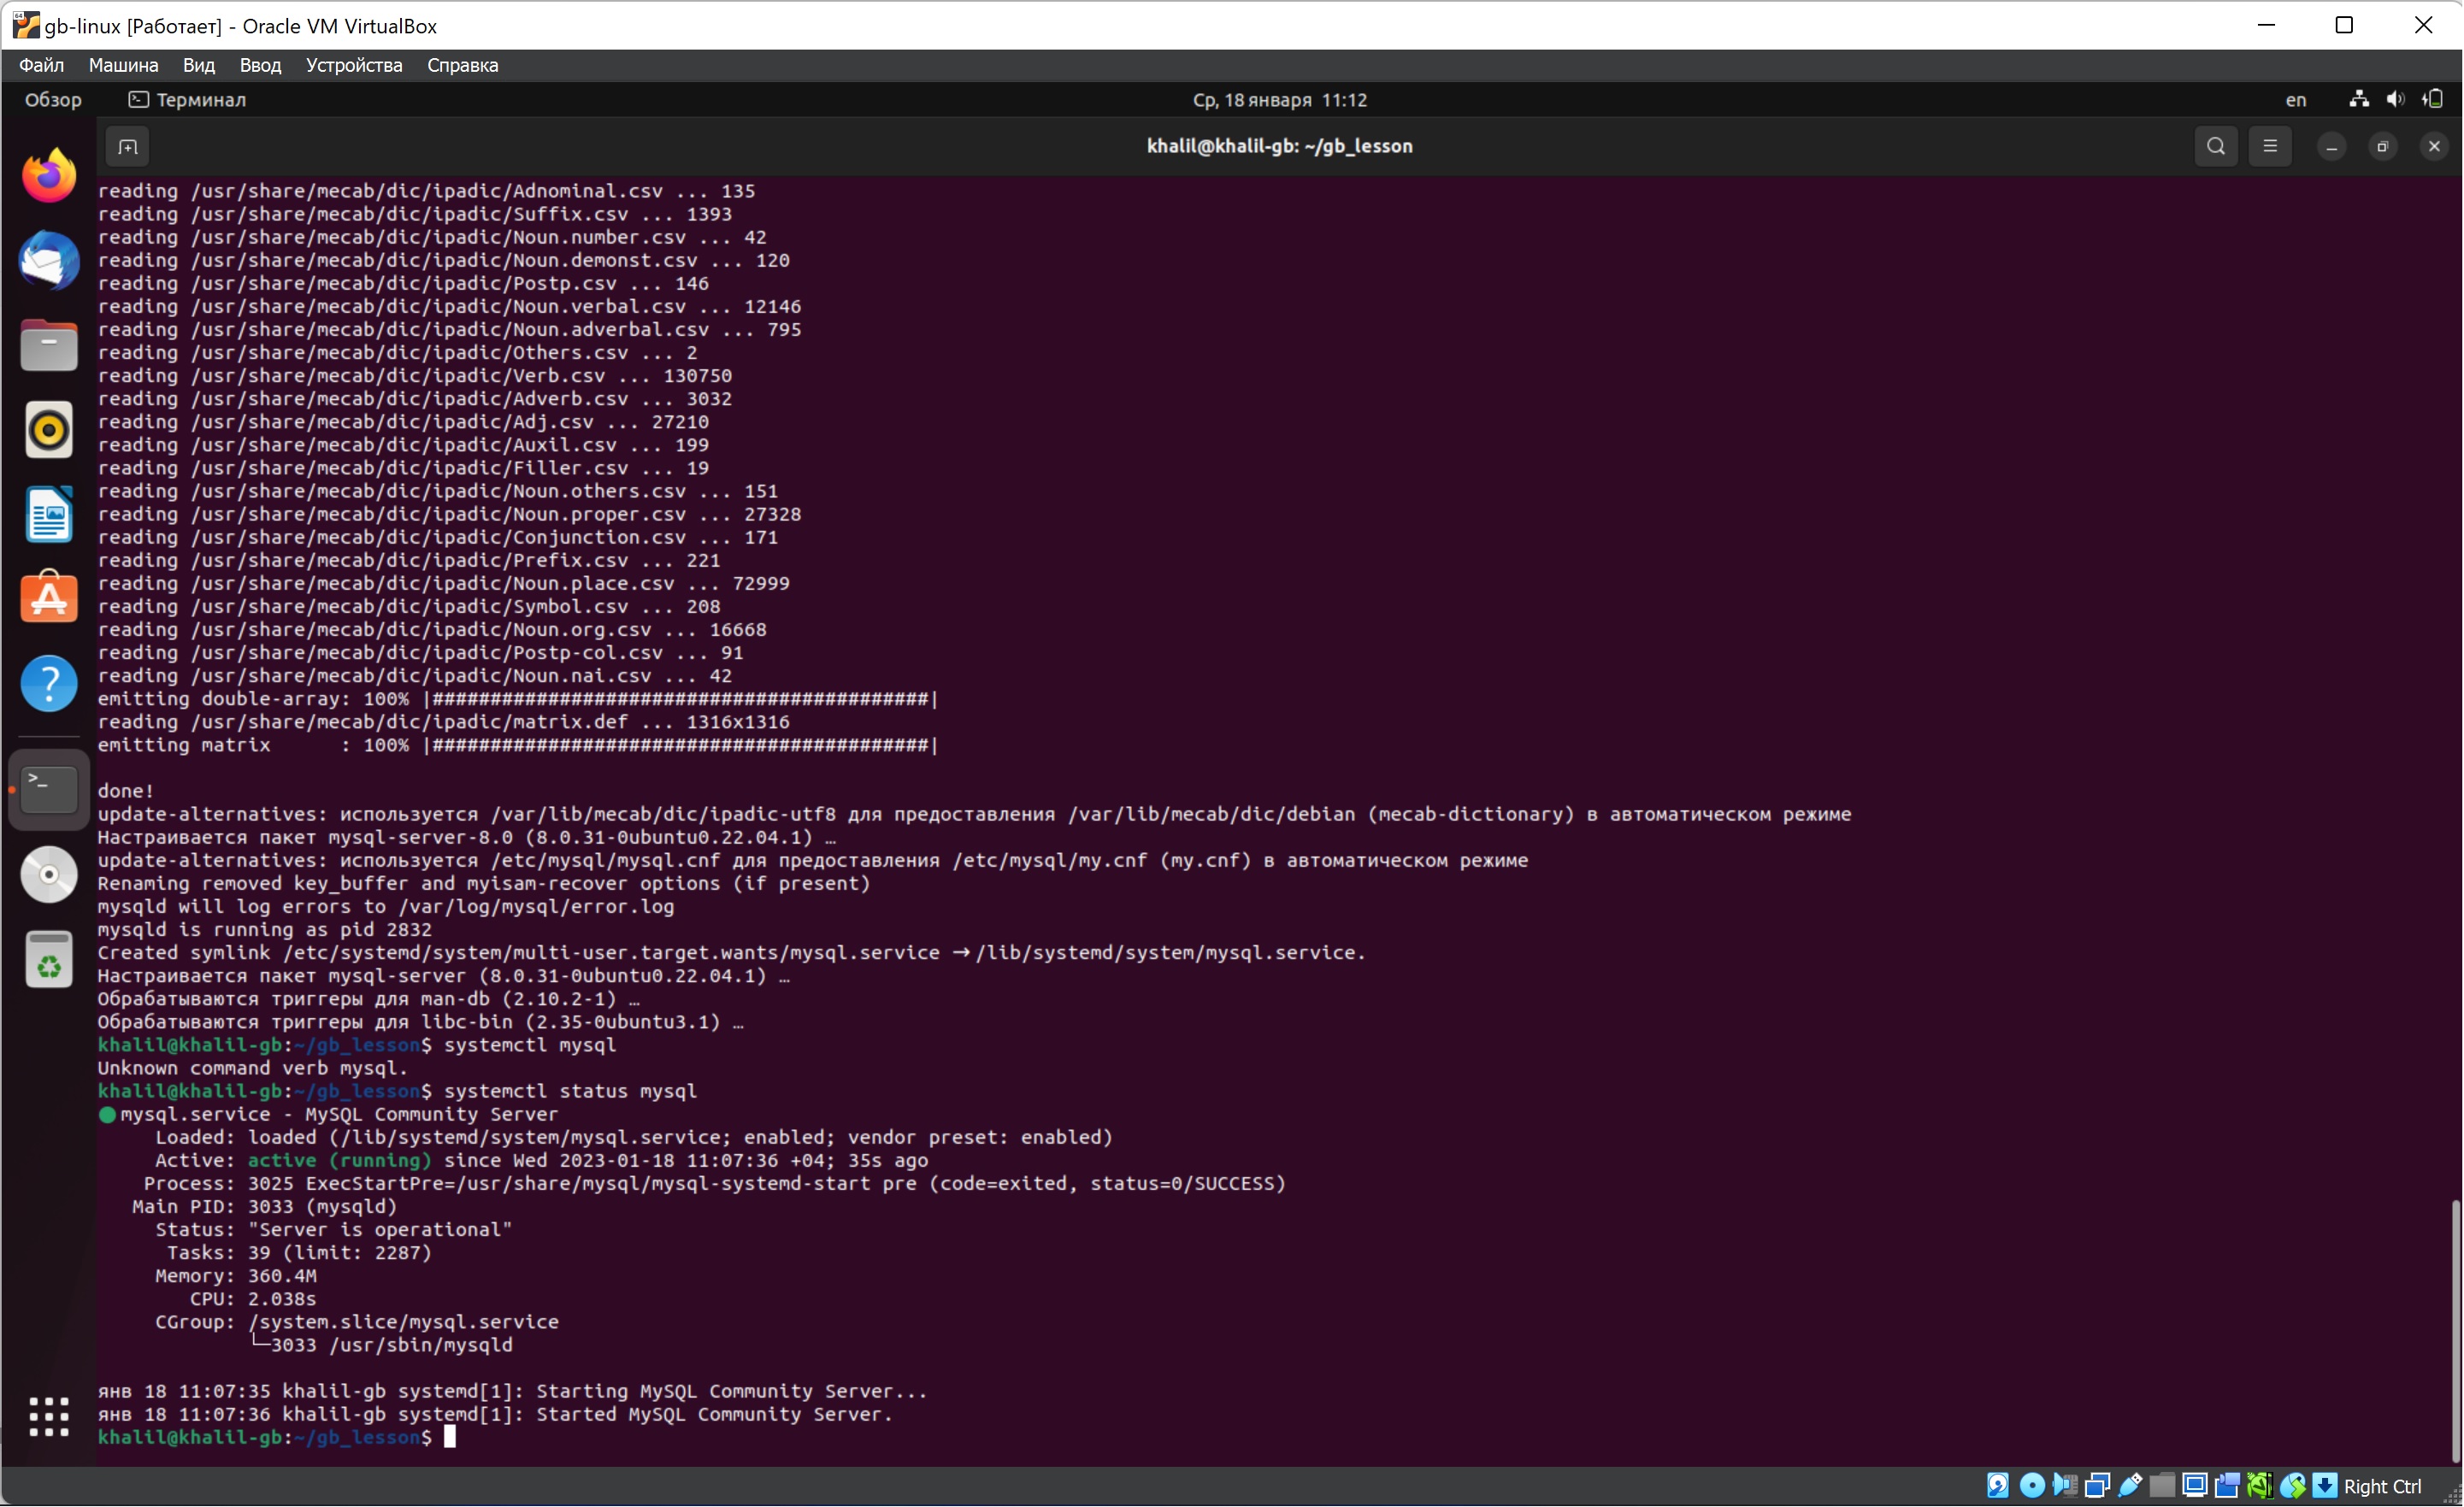 gb-linux [Работает] - Oracle VM VirtualBox
Файл Машина Вид Ввод Устройства Справка
Обзор Терминал Ср, 18 января 11:12 en
khalil@khalil-gb: ~/gb_lesson
reading /usr/share/mecab/dic/ipadic/Adnominal.csv ... 135
reading /usr/share/mecab/dic/ipadic/Suffix.csv ... 1393
reading /usr/share/mecab/dic/ipadic/Noun.number.csv ... 42
reading /usr/share/mecab/dic/ipadic/Noun.demonst.csv ... 120
reading /usr/share/mecab/dic/ipadic/Postp.csv ... 146
reading /usr/share/mecab/dic/ipadic/Noun.verbal.csv ... 12146
reading /usr/share/mecab/dic/ipadic/Noun.adverbal.csv ... 795
reading /usr/share/mecab/dic/ipadic/Others.csv ... 2
reading /usr/share/mecab/dic/ipadic/Verb.csv ... 130750
reading /usr/share/mecab/dic/ipadic/Adverb.csv ... 3032
reading /usr/share/mecab/dic/ipadic/Adj.csv ... 27210
reading /usr/share/mecab/dic/ipadic/Auxil.csv ... 199
reading /usr/share/mecab/dic/ipadic/Filler.csv ... 19
reading /usr/share/mecab/dic/ipadic/Noun.others.csv ... 151
reading /usr/share/mecab/dic/ipadic/Noun.proper.csv ... 27328
reading /usr/share/mecab/dic/ipadic/Conjunction.csv ... 171
reading /usr/share/mecab/dic/ipadic/Prefix.csv ... 221
reading /usr/share/mecab/dic/ipadic/Noun.place.csv ... 72999
reading /usr/share/mecab/dic/ipadic/Symbol.csv ... 208
reading /usr/share/mecab/dic/ipadic/Noun.org.csv ... 16668
reading /usr/share/mecab/dic/ipadic/Postp-col.csv ... 91
reading /usr/share/mecab/dic/ipadic/Noun.nai.csv ... 42
emitting double-array: 100% |###########################################|
reading /usr/share/mecab/dic/ipadic/matrix.def ... 1316x1316
emitting matrix      : 100% |###########################################|
done!
update-alternatives: используется /var/lib/mecab/dic/ipadic-utf8 для предоставления /var/lib/mecab/dic/debian (mecab-dictionary) в автоматическом режиме
Настраивается пакет mysql-server-8.0 (8.0.31-0ubuntu0.22.04.1) …
update-alternatives: используется /etc/mysql/mysql.cnf для предоставления /etc/mysql/my.cnf (my.cnf) в автоматическом режиме
Renaming removed key_buffer and myisam-recover options (if present)
mysqld will log errors to /var/log/mysql/error.log
mysqld is running as pid 2832
Created symlink /etc/systemd/system/multi-user.target.wants/mysql.service → /lib/systemd/system/mysql.service.
Настраивается пакет mysql-server (8.0.31-0ubuntu0.22.04.1) …
Обрабатываются триггеры для man-db (2.10.2-1) …
Обрабатываются триггеры для libc-bin (2.35-0ubuntu3.1) …
khalil@khalil-gb:~/gb_lesson$ systemctl mysql
Unknown command verb mysql.
khalil@khalil-gb:~/gb_lesson$ systemctl status mysql
● mysql.service - MySQL Community Server
Loaded: loaded (/lib/systemd/system/mysql.service; enabled; vendor preset: enabled)
Active: active (running) since Wed 2023-01-18 11:07:36 +04; 35s ago
Process: 3025 ExecStartPre=/usr/share/mysql/mysql-systemd-start pre (code=exited, status=0/SUCCESS)
Main PID: 3033 (mysqld)
Status: "Server is operational"
Tasks: 39 (limit: 2287)
Memory: 360.4M
CPU: 2.038s
CGroup: /system.slice/mysql.service
└─3033 /usr/sbin/mysqld
янв 18 11:07:35 khalil-gb systemd[1]: Starting MySQL Community Server...
янв 18 11:07:36 khalil-gb systemd[1]: Started MySQL Community Server.
khalil@khalil-gb:~/gb_lesson$
Right Ctrl